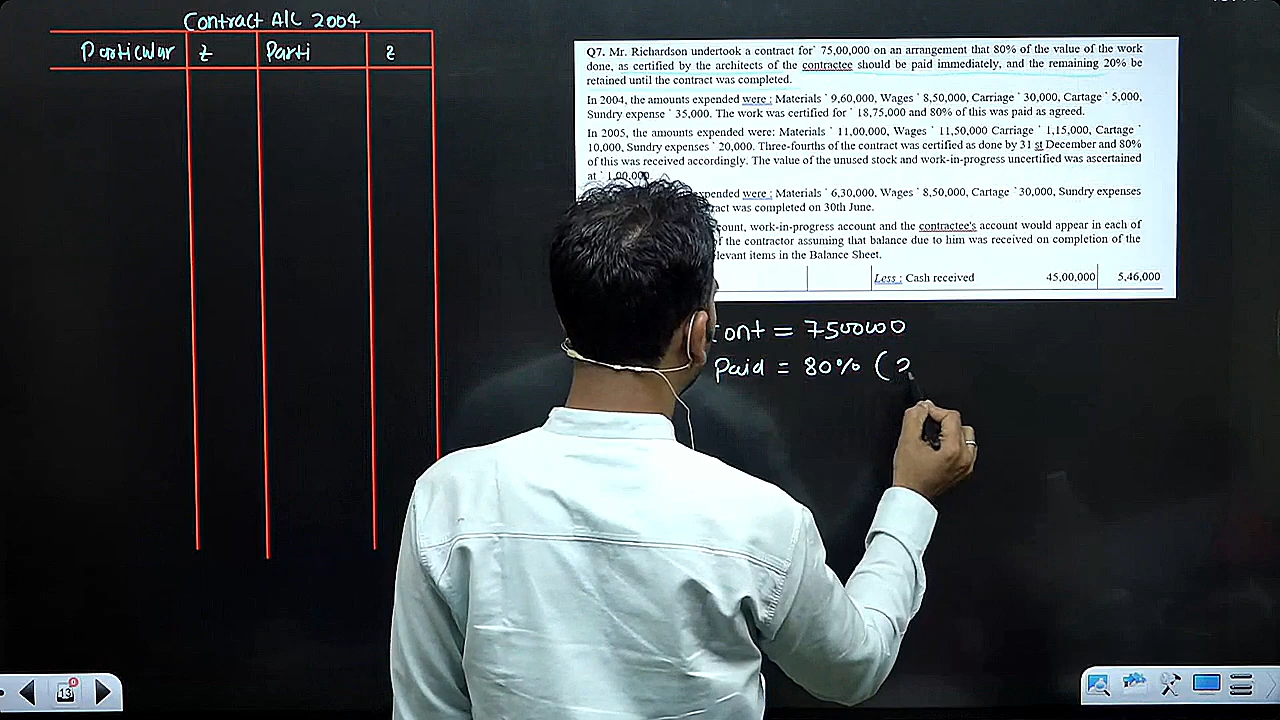 Contract A/C 2004
Particular ₹ Parti ₹
Q7. Mr. Richardson undertook a contract for` 75,00,000 on an arrangement that 80% of the value of the work
done, as certified by the architects of the contractee should be paid immediately, and the remaining 20% be
retained until the contract was completed.
In 2004, the amounts expended were : Materials ` 9,60,000, Wages ` 8,50,000, Carriage ` 30,000, Cartage ` 5,000,
Sundry expense ` 35,000. The work was certified for ` 18,75,000 and 80% of this was paid as agreed.
In 2005, the amounts expended were: Materials ` 11,00,000, Wages ` 11,50,000 Carriage ` 1,15,000, Cartage `
10,000, Sundry expenses ` 20,000. Three-fourths of the contract was certified as done by 31 st December and 80%
of this was received accordingly. The value of the unused stock and work-in-progress uncertified was ascertained
at ` 1,00,000
expended were : Materials ` 6,30,000, Wages ` 8,50,000, Cartage ` 30,000, Sundry expenses
was completed on 30th June.
work-in-progress account and the contractee's account would appear in each of
the contractor assuming that balance due to him was received on completion of the
items in the Balance Sheet.
Less : Cash received 45,00,000 5,46,000
cont = 7500000
Paid = 80% (2
13
0